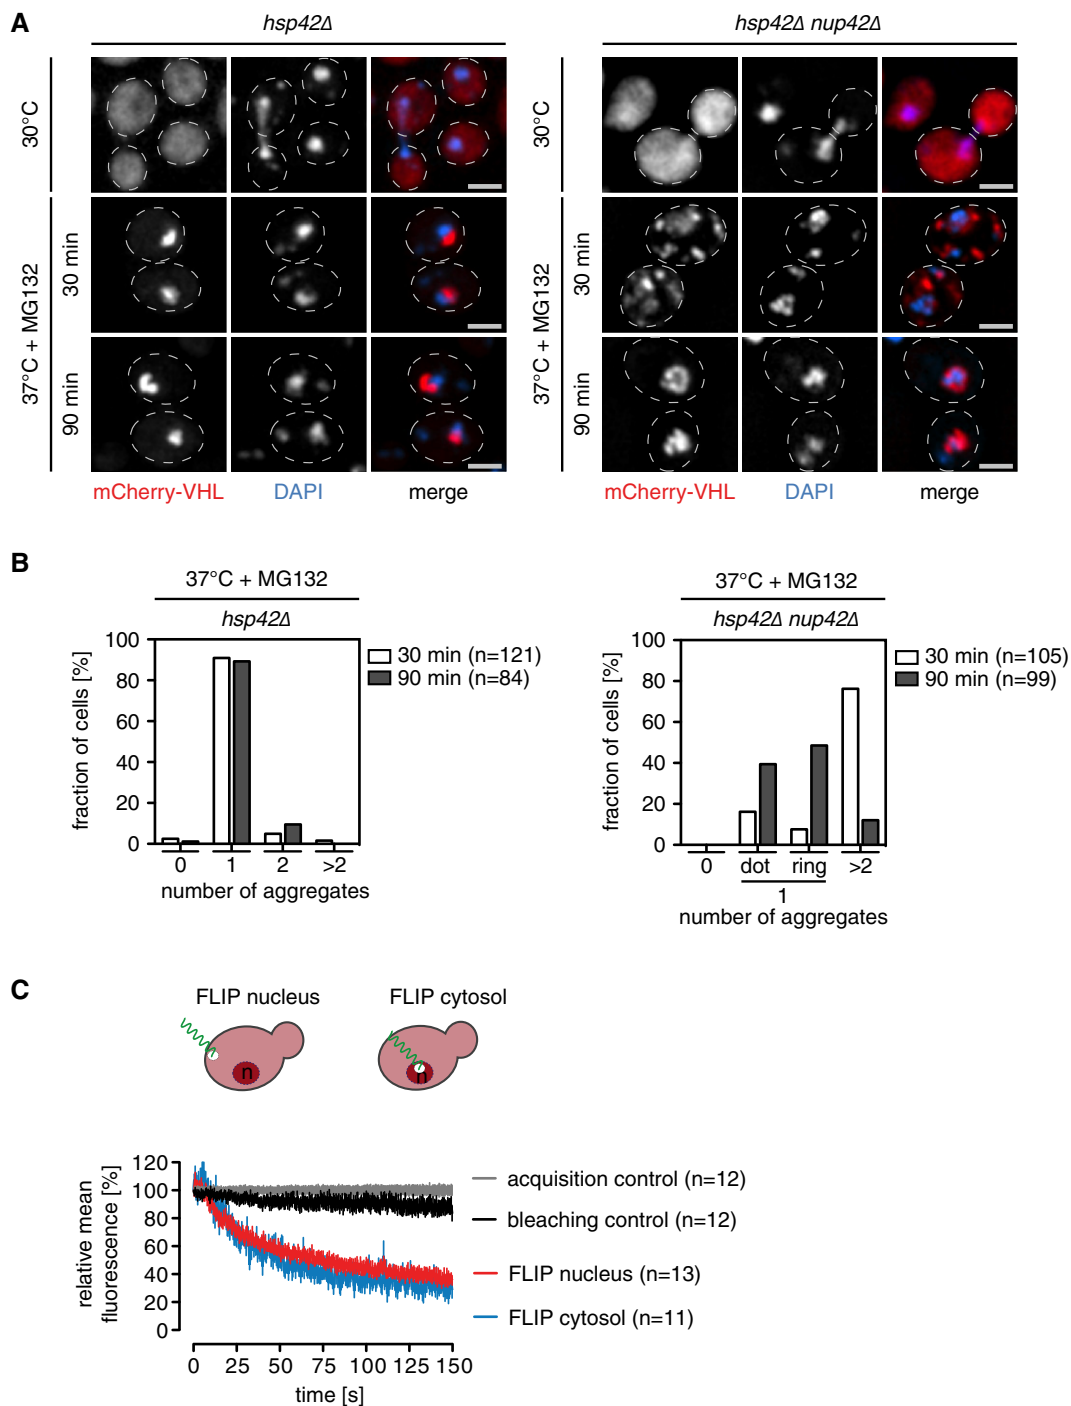 A
hsp42Δ
hsp42Δ nup42Δ
30°C
37°C + MG132
30 min
90 min
30°C
37°C + MG132
30 min
90 min
mCherry-VHL
DAPI
merge
mCherry-VHL
DAPI
merge
B
37°C + MG132
hsp42Δ
fraction of cells [%]
100
80
60
40
20
0
0
1
2
>2
number of aggregates
30 min (n=121)
90 min (n=84)
37°C + MG132
hsp42Δ nup42Δ
fraction of cells [%]
100
80
60
40
20
0
0
dot
ring
>2
1
number of aggregates
30 min (n=105)
90 min (n=99)
C
FLIP nucleus
FLIP cytosol
n
n
relative mean
fluorescence [%]
120
100
80
60
40
20
0
0 25 50 75 100 125 150
time [s]
acquisition control (n=12)
bleaching control (n=12)
FLIP nucleus (n=13)
FLIP cytosol (n=11)